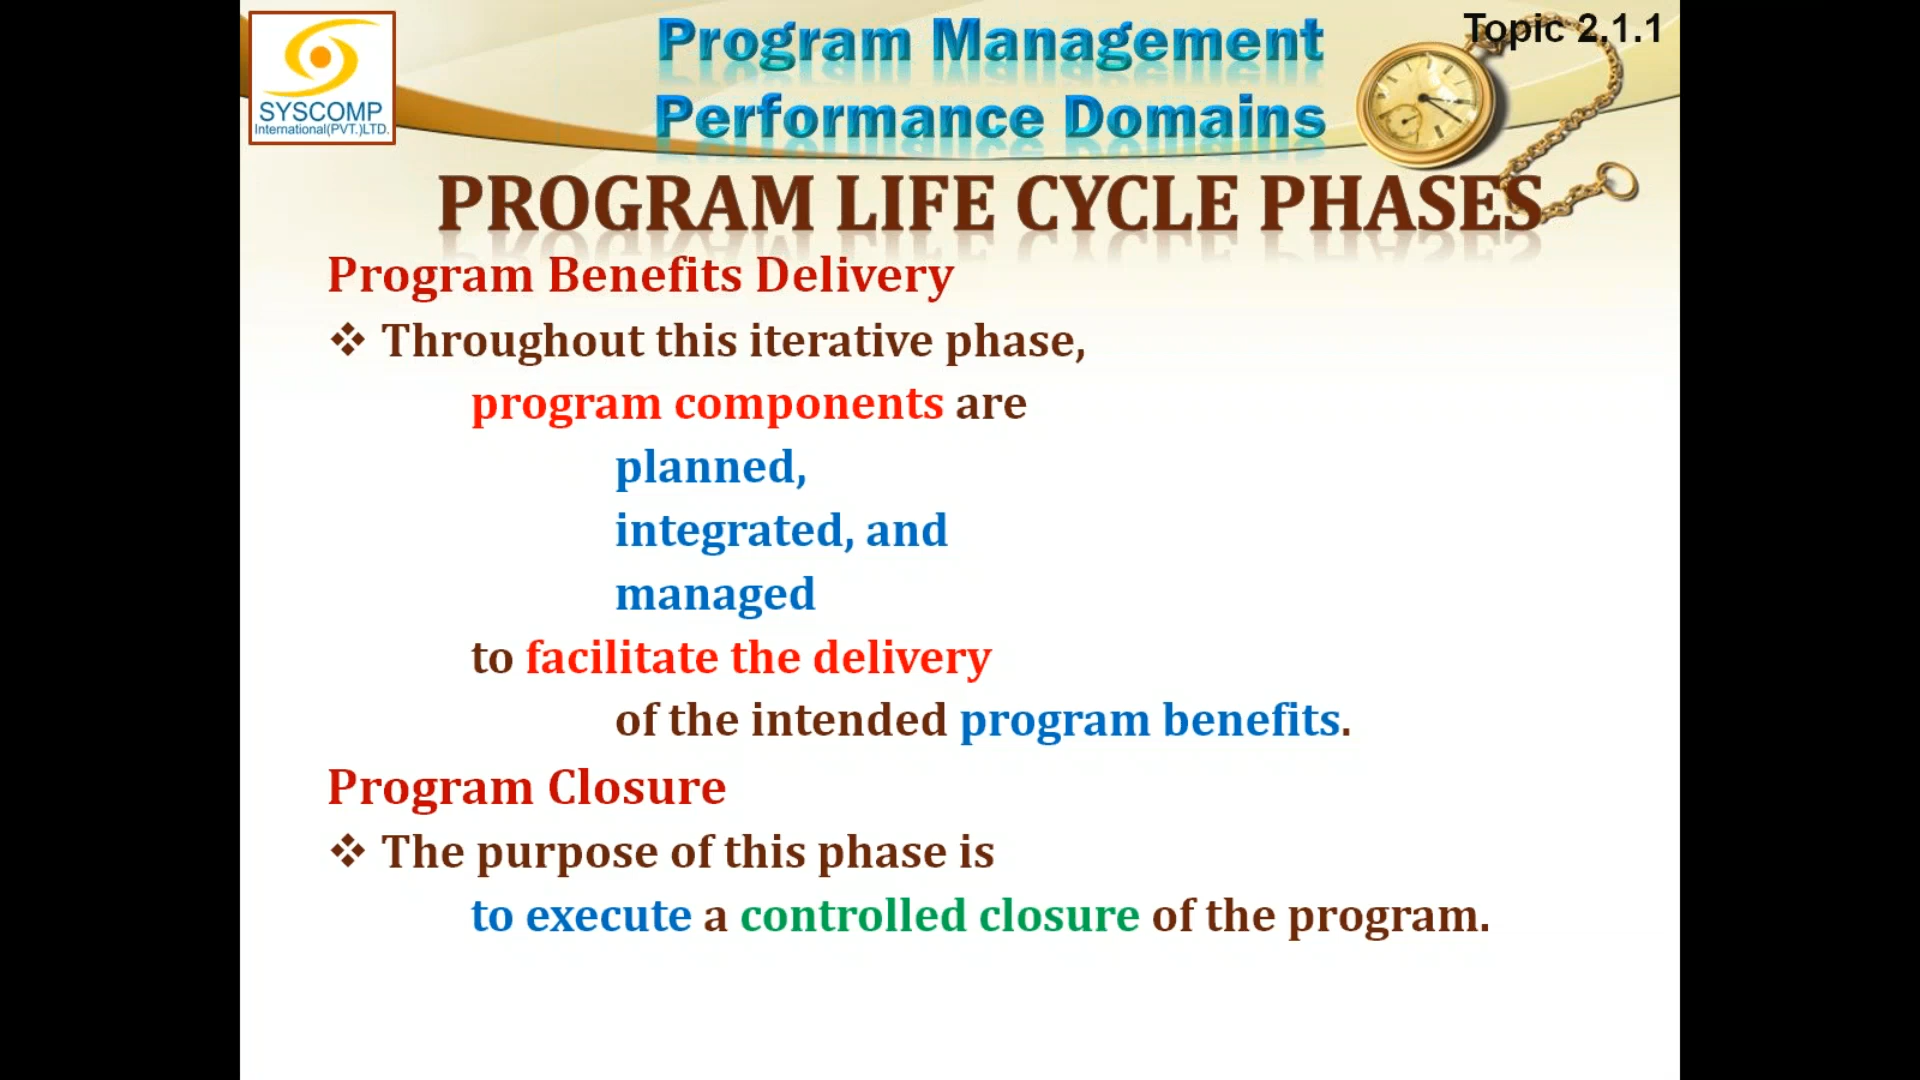 SYSCOMP
International(PVT.)LTD.
Program Management
Performance Domains
Topic 2.1.1
PROGRAM LIFE CYCLE PHASES
Program Benefits Delivery
❖ Throughout this iterative phase,
program components are
planned,
integrated, and
managed
to facilitate the delivery
of the intended program benefits.
Program Closure
❖ The purpose of this phase is
to execute a controlled closure of the program.